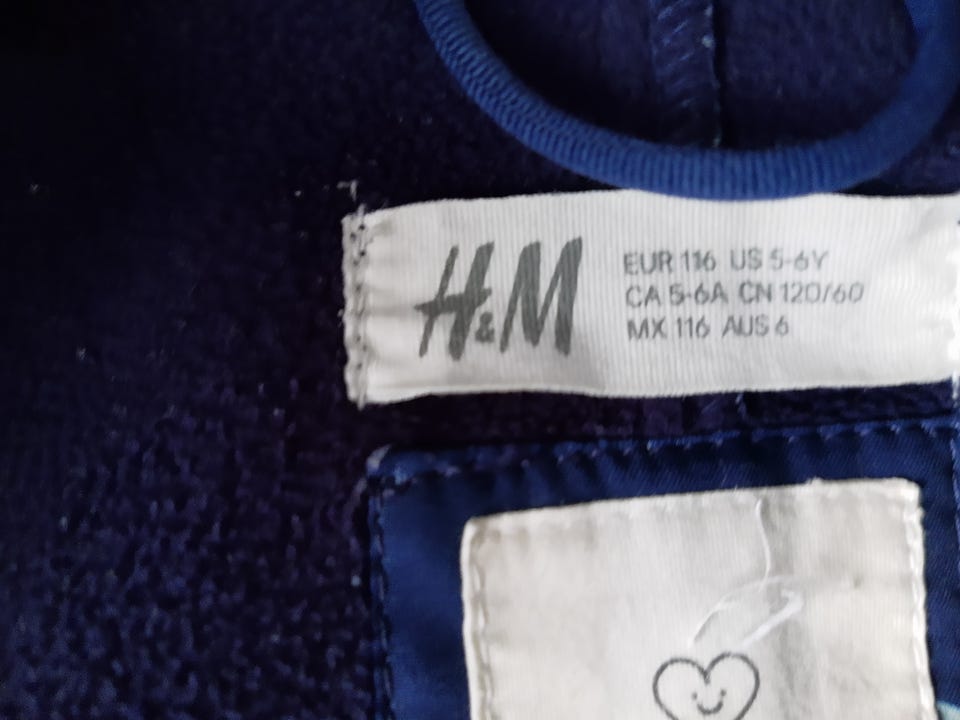 H&M
EUR 116 US 5-6Y
CA 5-6A CN 120/60
MX 116 AUS 6